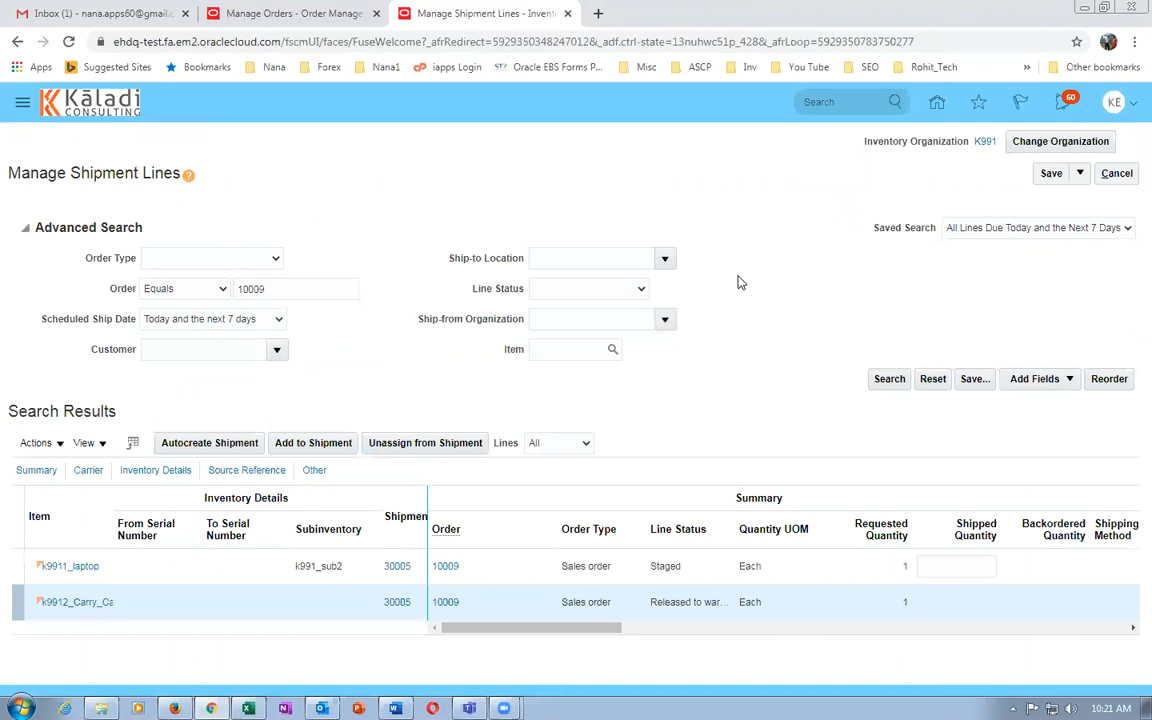 Inbox (1) - nana.apps60@gmail.c
Manage Orders - Order Manage
Manage Shipment Lines - Invent
ehdq-test.fa.em2.oraclecloud.com/fscmUI/faces/FuseWelcome?_afrRedirect=5929350348247012&_adf.ctrl-state=13nuhwc51p_428&_afrLoop=5929350783750277
Apps
Suggested Sites
Bookmarks
Nana
Forex
Nana1
iapps Login
Oracle EBS Forms P...
Misc
ASCP
Inv
You Tube
SEO
Rohit_Tech
»
Other bookmarks
Kāladi
CONSULTING
Search
60
KE
Inventory Organization K991 Change Organization
Manage Shipment Lines ?
Save
Cancel
Advanced Search
Saved Search All Lines Due Today and the Next 7 Days
Order Type
Ship-to Location
Order Equals 10009
Line Status
Scheduled Ship Date Today and the next 7 days
Ship-from Organization
Customer
Item
Search Reset Save... Add Fields Reorder
Search Results
Actions View Autocreate Shipment Add to Shipment Unassign from Shipment Lines All
Summary Carrier Inventory Details Source Reference Other
Inventory Details Summary
Item From Serial Number To Serial Number Subinventory Shipmen Order Order Type Line Status Quantity UOM Requested Quantity Shipped Quantity Backordered Quantity Shipping Method
k9911_laptop k991_sub2 30005 10009 Sales order Staged Each 1
k9912_Carry_Ca 30005 10009 Sales order Released to war... Each 1
10:21 AM